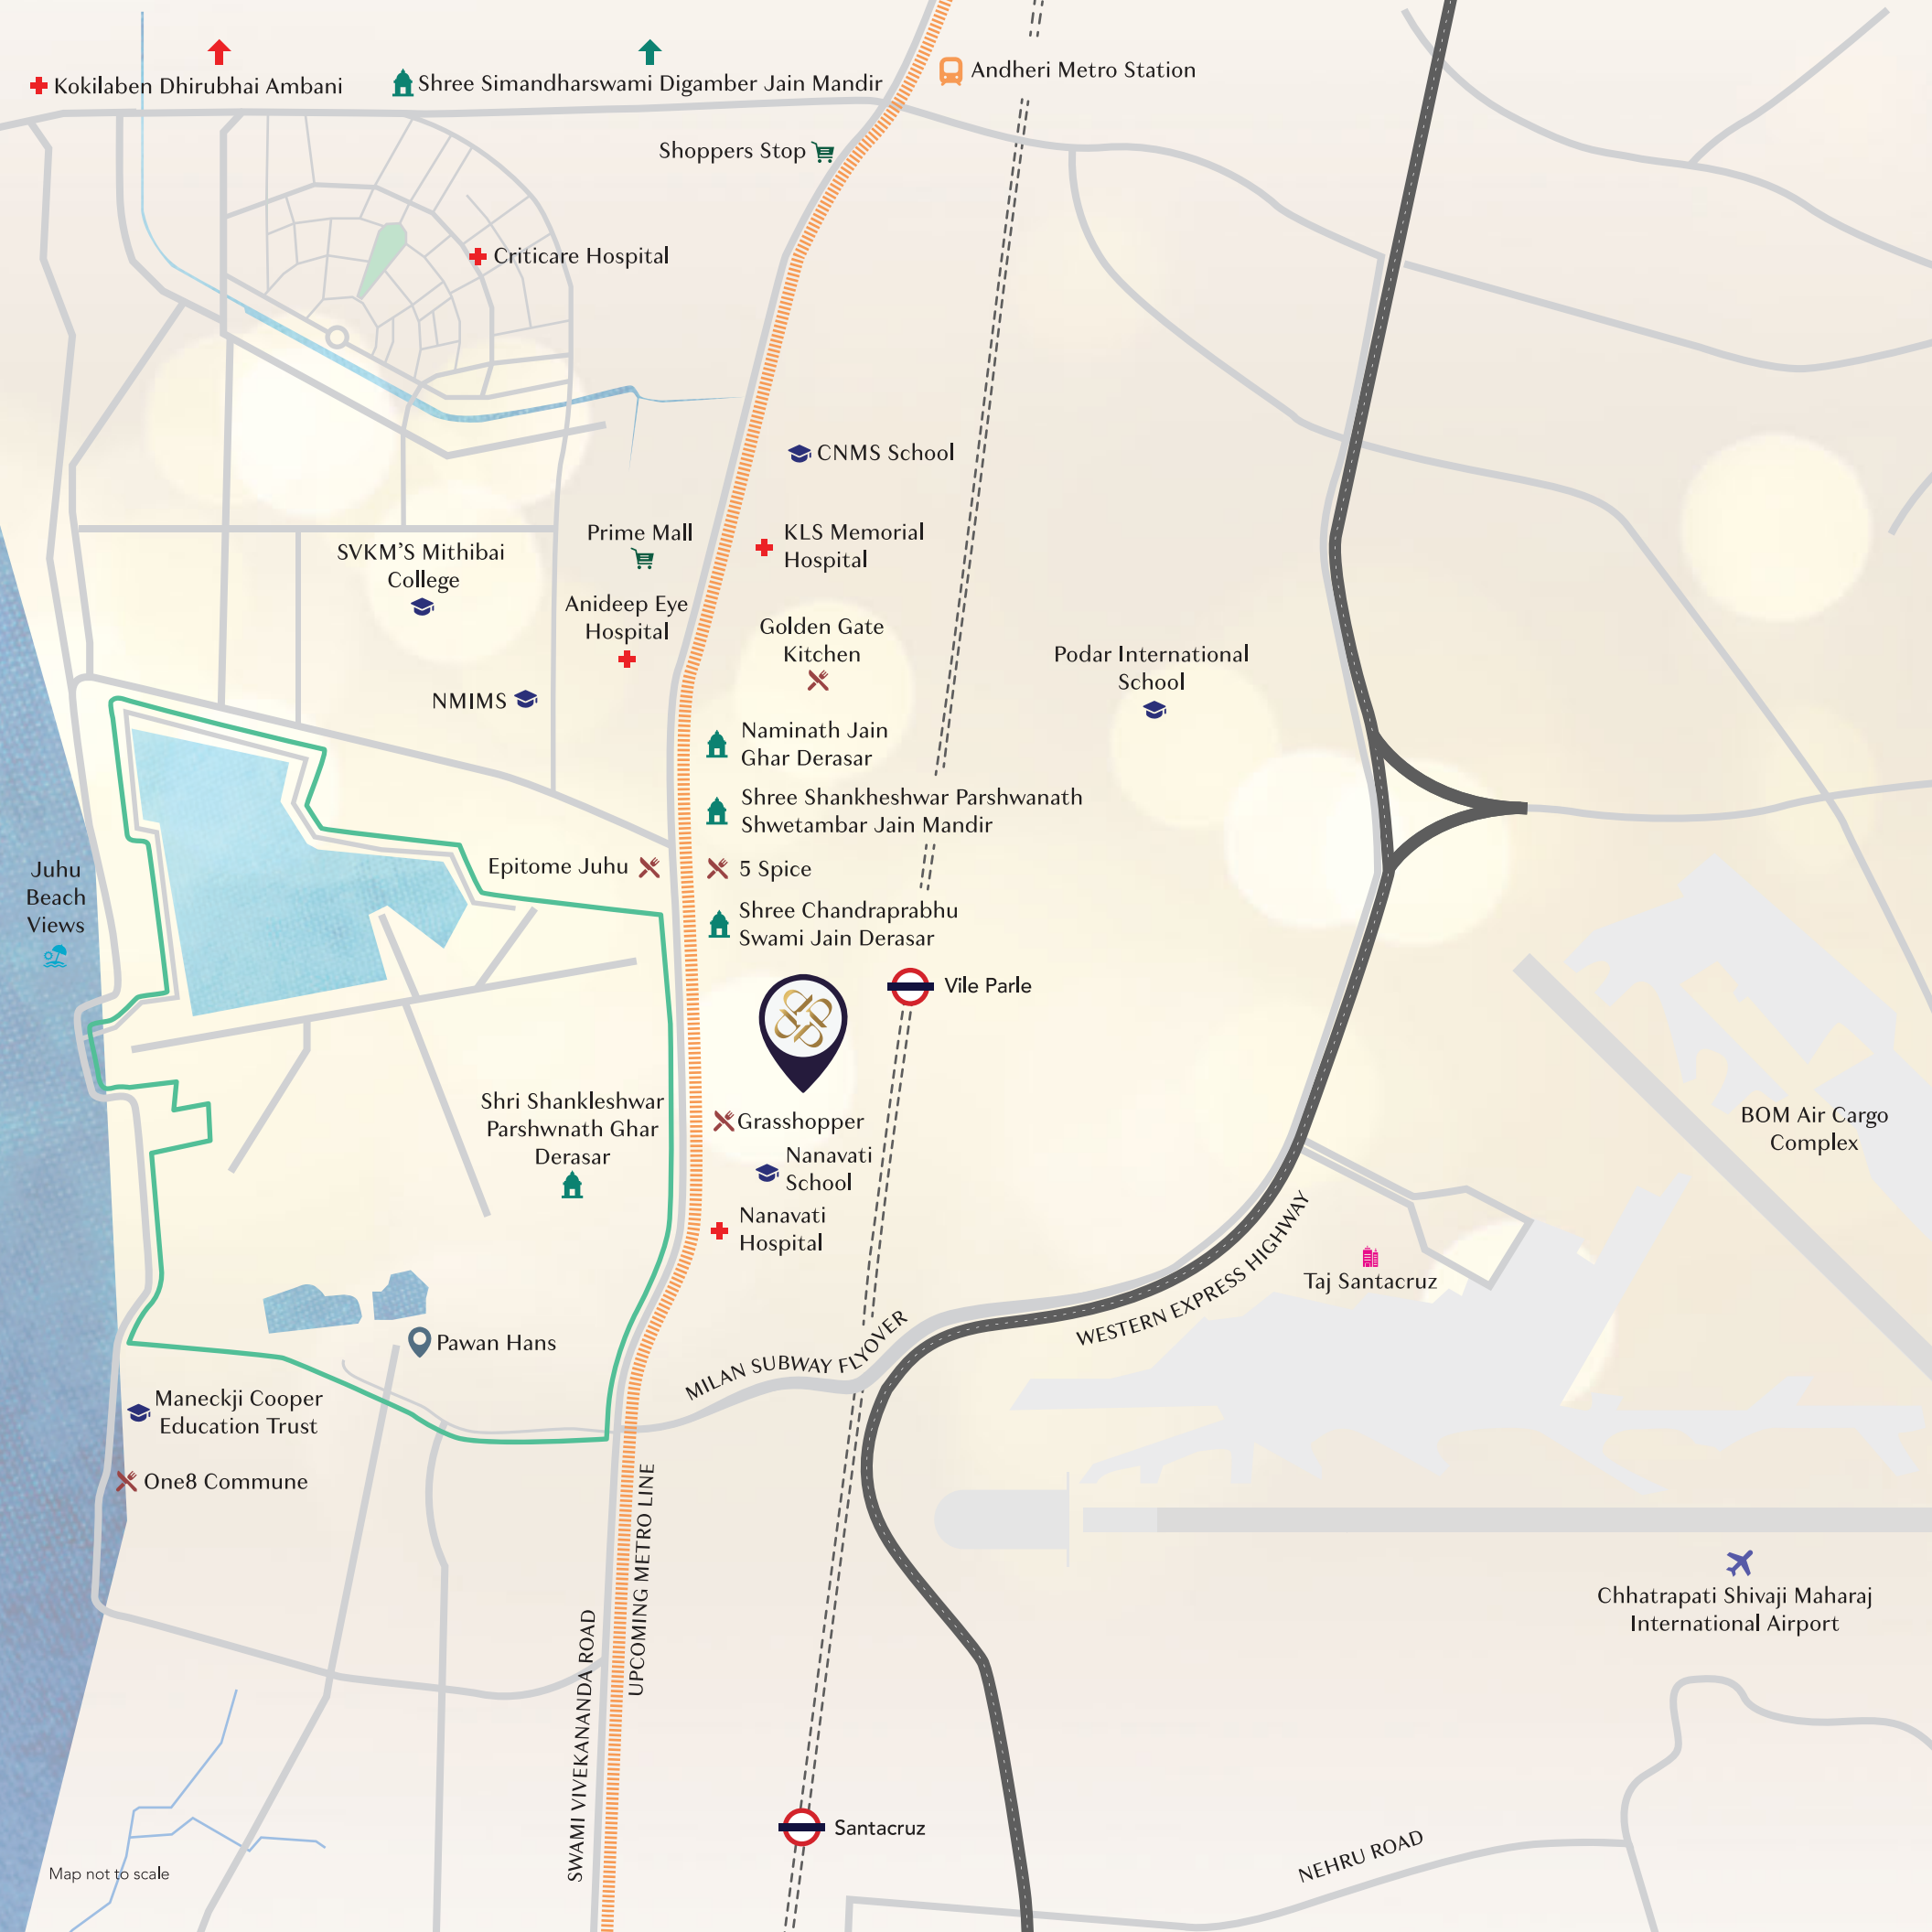 Kokilaben Dhirubhai Ambani
Shree Simandharswami Digamber Jain Mandir
Andheri Metro Station
Shoppers Stop
Criticare Hospital
CNMS School
Prime Mall
KLS Memorial
Hospital
SVKM'S Mithibai
College
Anideep Eye
Hospital
Golden Gate
Kitchen
Podar International
School
NMIMS
Naminath Jain
Ghar Derasar
Shree Shankheshwar Parshwanath
Shwetambar Jain Mandir
Epitome Juhu
5 Spice
Juhu
Beach
Views
Shree Chandraprabhu
Swami Jain Derasar
Vile Parle
Shri Shankleshwar
Parshwnath Ghar
Derasar
Grasshopper
Nanavati
School
Nanavati
Hospital
BOM Air Cargo
Complex
WESTERN EXPRESS HIGHWAY
Taj Santacruz
MILAN SUBWAY FLYOVER
Pawan Hans
Maneckji Cooper
Education Trust
One8 Commune
UPCOMING METRO LINE
SWAMI VIVEKANANDA ROAD
Chhatrapati Shivaji Maharaj
International Airport
Santacruz
NEHRU ROAD
Map not to scale